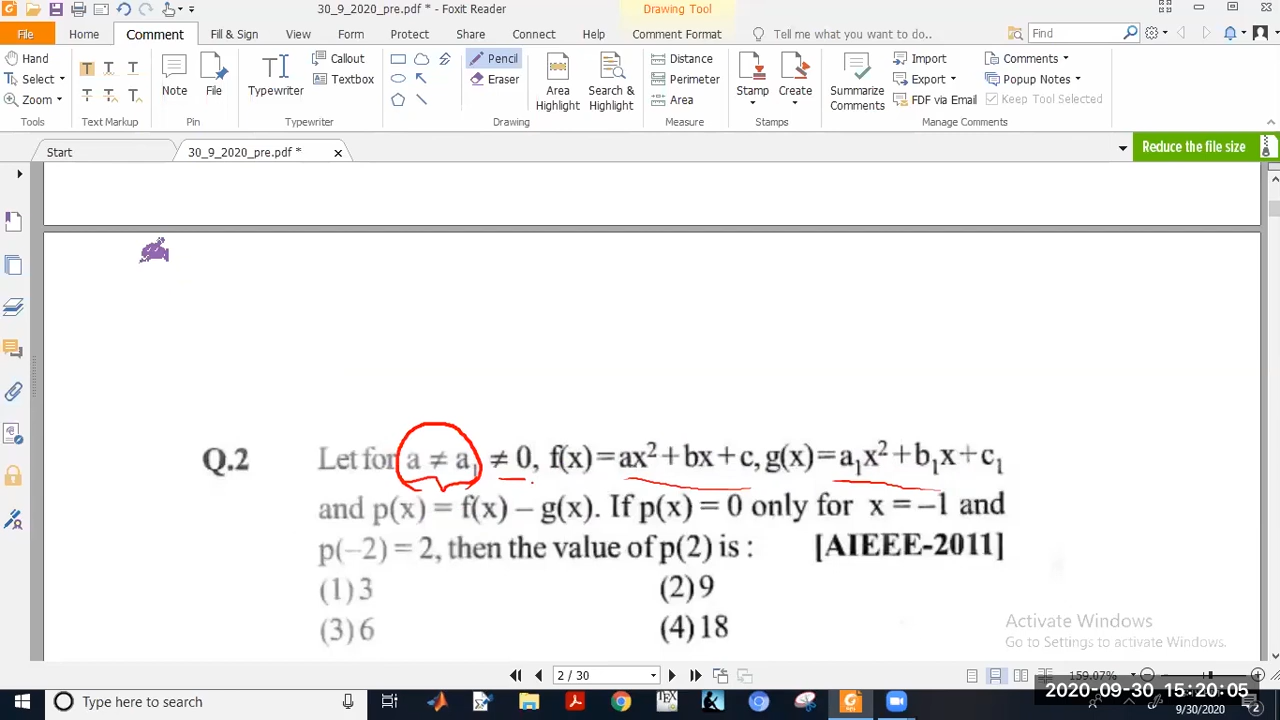 30_9_2020_pre.pdf * - Foxit Reader
Drawing Tool
File Home Comment Fill & Sign View Form Protect Share Connect Help Comment Format Tell me what you want to do.. Find
Hand
Select
Zoom
Tools
Text Markup
Note
File
Pin
Typewriter
Callout
Textbox
Typewriter
Pencil
Eraser
Area Highlight
Search & Highlight
Drawing
Distance
Perimeter
Area
Measure
Stamp
Create
Stamps
Summarize Comments
Import
Export
FDF via Email
Comments
Popup Notes
Keep Tool Selected
Manage Comments
Start 30_9_2020_pre.pdf * Reduce the file size
Q.2 Let for a ≠ a₁ ≠ 0, f(x)=ax²+bx+c, g(x)=a₁x²+b₁x+c₁
and p(x) = f(x) – g(x). If p(x) = 0 only for x = –1 and
p(–2) = 2, then the value of p(2) is : [AIEEE-2011]
(1) 3 (2) 9
(3) 6 (4) 18
Activate Windows
Go to Settings to activate Windows.
2 / 30 159.07%
Type here to search
2020-09-30 15:20:05
9/30/2020